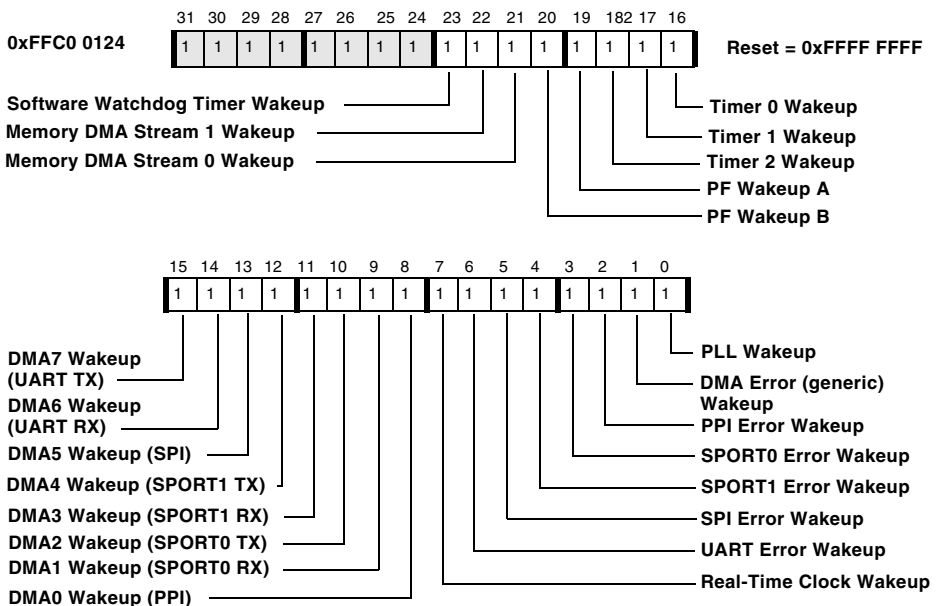 31 30 29 28 27 26 25 24 23 22 21 20 19 182 17 16
0xFFC0 0124
1 1 1 1 1 1 1 1 1 1 1 1 1 1 1 1
Reset = 0xFFFF FFFF
Software Watchdog Timer Wakeup
Memory DMA Stream 1 Wakeup
Memory DMA Stream 0 Wakeup
Timer 0 Wakeup
Timer 1 Wakeup
Timer 2 Wakeup
PF Wakeup A
PF Wakeup B
15 14 13 12 11 10 9 8 7 6 5 4 3 2 1 0
1 1 1 1 1 1 1 1 1 1 1 1 1 1 1 1
DMA7 Wakeup
(UART TX)
DMA6 Wakeup
(UART RX)
DMA5 Wakeup (SPI)
DMA4 Wakeup (SPORT1 TX)
DMA3 Wakeup (SPORT1 RX)
DMA2 Wakeup (SPORT0 TX)
DMA1 Wakeup (SPORT0 RX)
DMA0 Wakeup (PPI)
PLL Wakeup
DMA Error (generic)
Wakeup
PPI Error Wakeup
SPORT0 Error Wakeup
SPORT1 Error Wakeup
SPI Error Wakeup
UART Error Wakeup
Real-Time Clock Wakeup